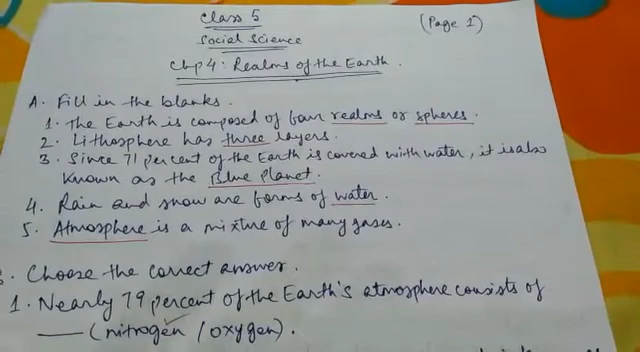 Class 5
(Page 1)
Social Science
Chp 4: Realms of the Earth.
A. Fill in the blanks.
1. The Earth is composed of four realms or spheres.
2. Lithosphere has three layers.
3. Since 71 percent of the Earth is covered with water, it is also
known as the Blue Planet.
4. Rain and snow are forms of water.
5. Atmosphere is a mixture of many gases.
. Choose the correct answer.
1. Nearly 79 percent of the Earth's atmosphere consists of
—— (nitrogen / oxygen).